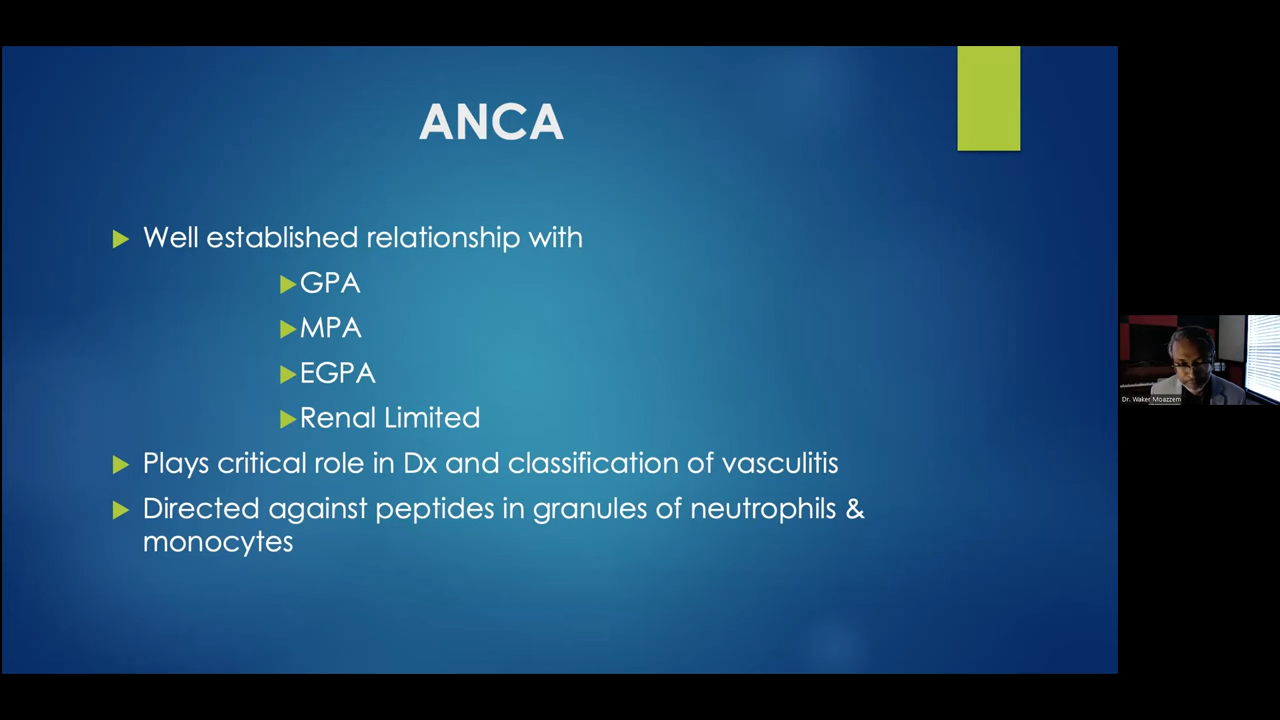 ANCA
Well established relationship with
GPA
MPA
EGPA
Renal Limited
Plays critical role in Dx and classification of vasculitis
Directed against peptides in granules of neutrophils &
monocytes
Dr. Waker Moazzem